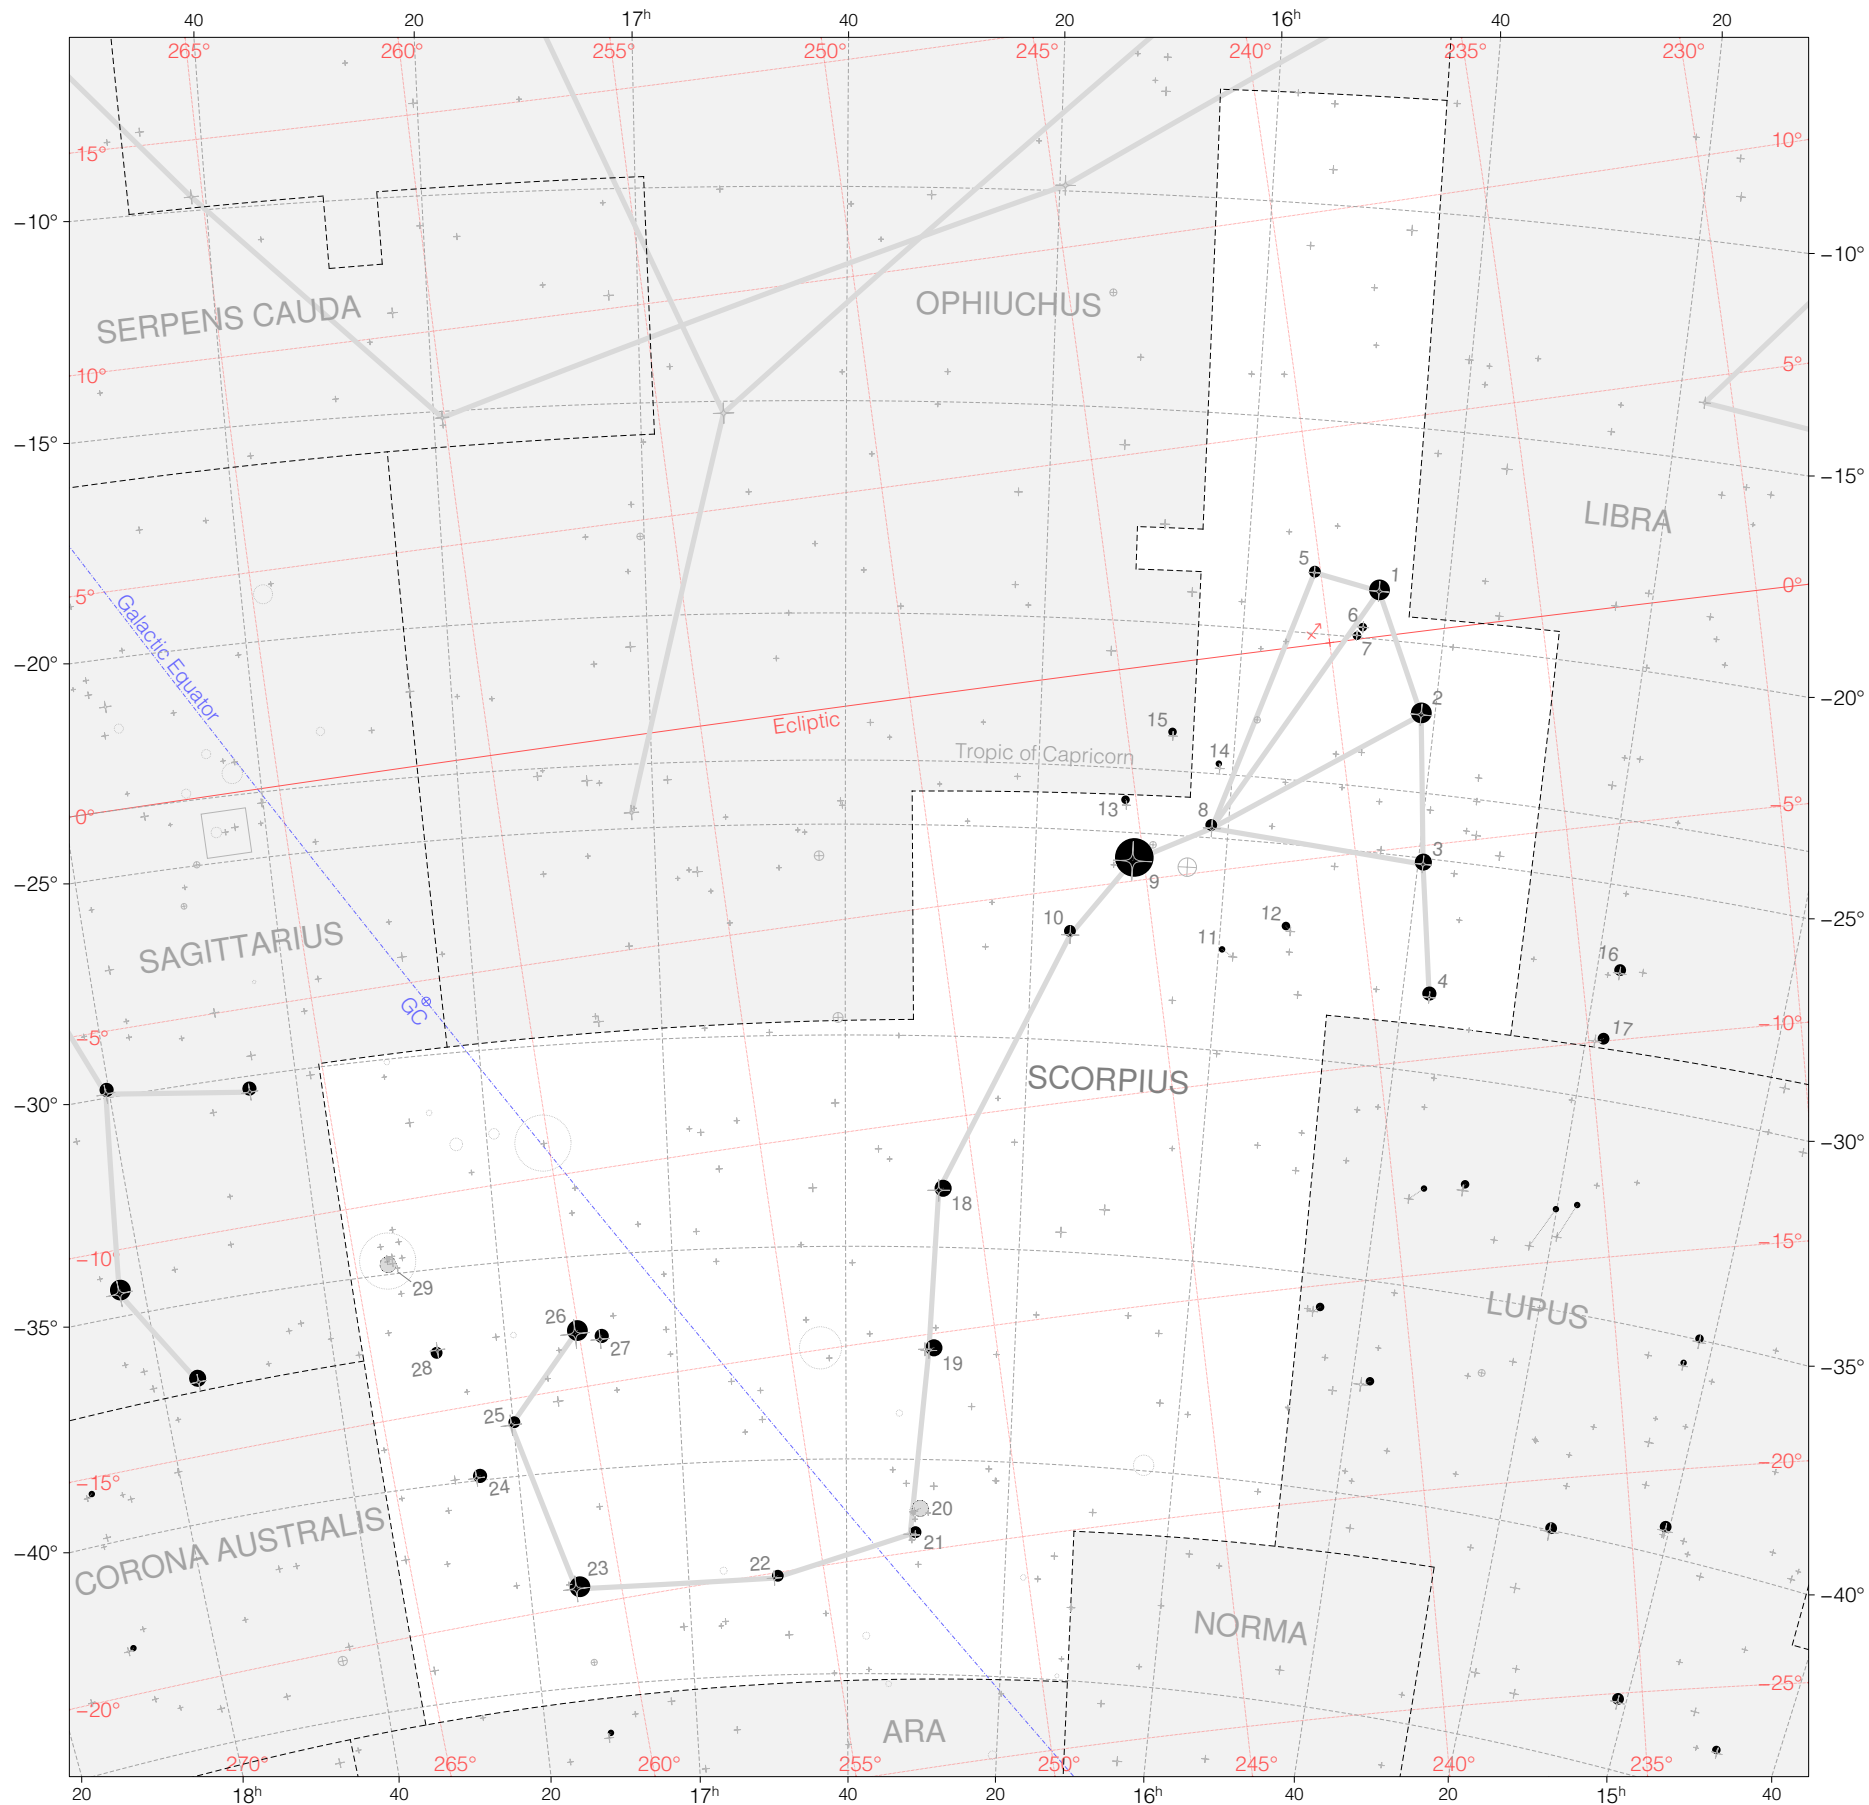 40 20 17h 40 20 16h 40 20
265° 260° 255° 250° 245° 240° 235° 230°
15° 10°
−10° −10°
SERPENS CAUDA OPHIUCHUS
10° 5°
−15° −15°
LIBRA
5 1
5° 0°
Galactic Equator
6
7
−20° −20°
2
Ecliptic
15
Tropic of Capricorn
14
0° −5°
13 8
3
−25° 9 −25°
10 12
11
SAGITTARIUS
16
4
GC
17
−5° −10°
SCORPIUS
−30° −30°
18
−10 −15°
29
LUPUS
26
−35° 27 −35°
28 19
25
−15° −20°
24
20
CORONA AUSTRALIS
21
−40° 23 22 −40°
NORMA
−20° −25°
ARA
270° 265° 260° 255° 250° 245° 240° 235°
20 18h 40 20 17h 40 20 16h 40 20 15h 40